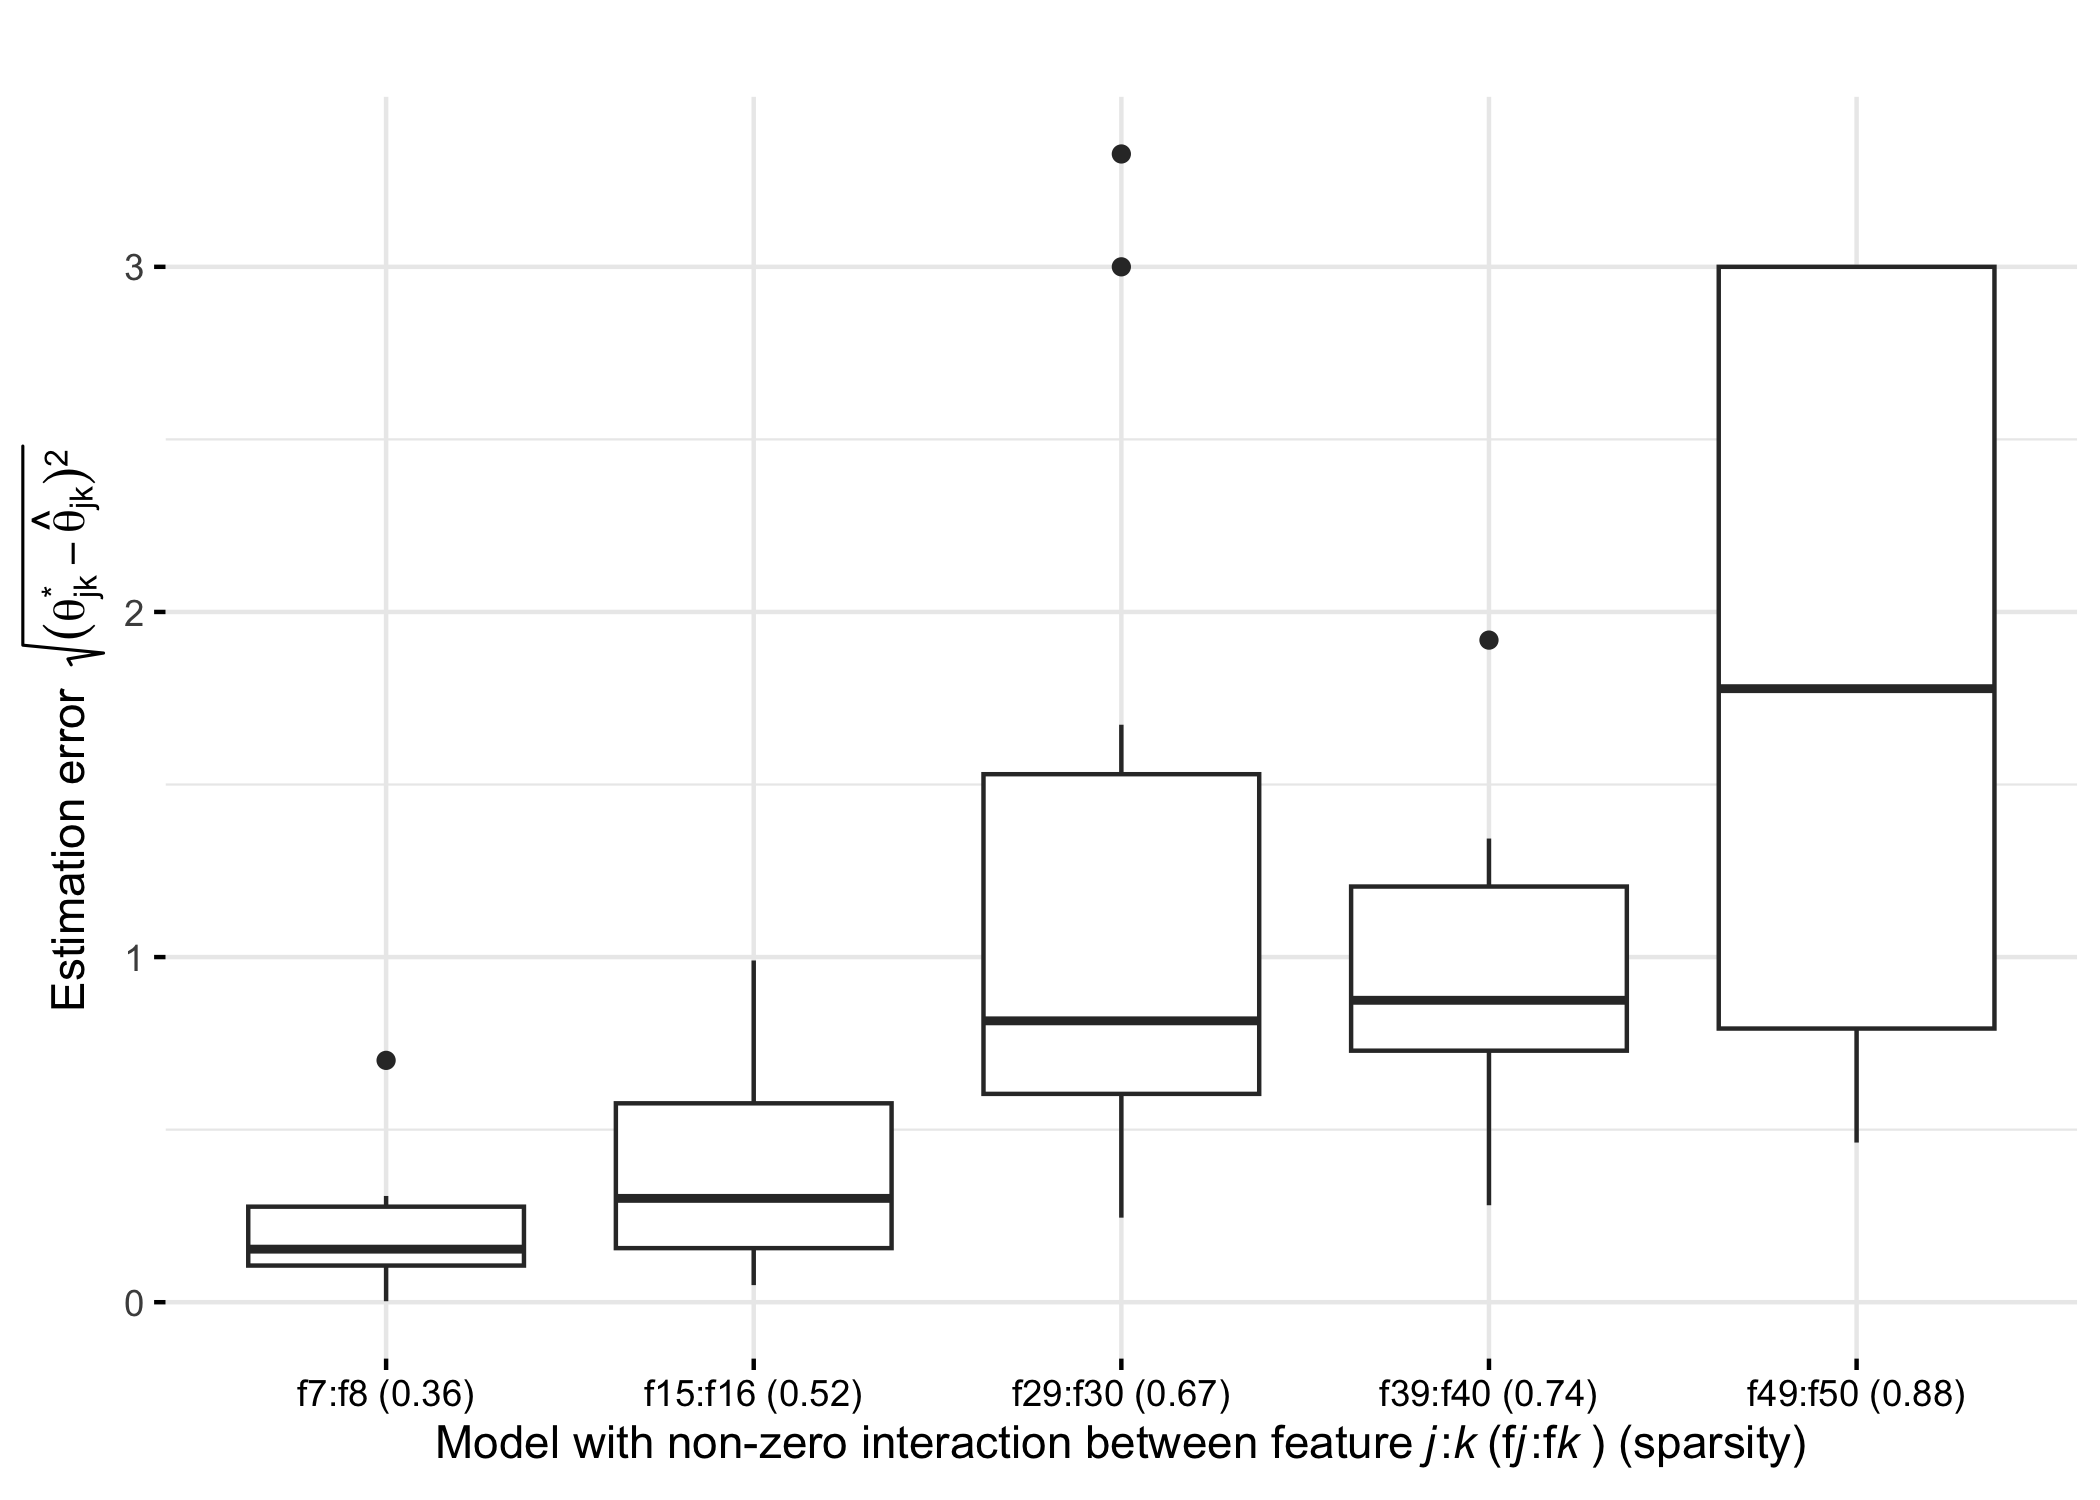 Estimation error √(θ*jk − θ̂jk)²
3
2
1
0
f7:f8 (0.36) f15:f16 (0.52) f29:f30 (0.67) f39:f40 (0.74) f49:f50 (0.88)
Model with non-zero interaction between feature j:k (fj:fk ) (sparsity)